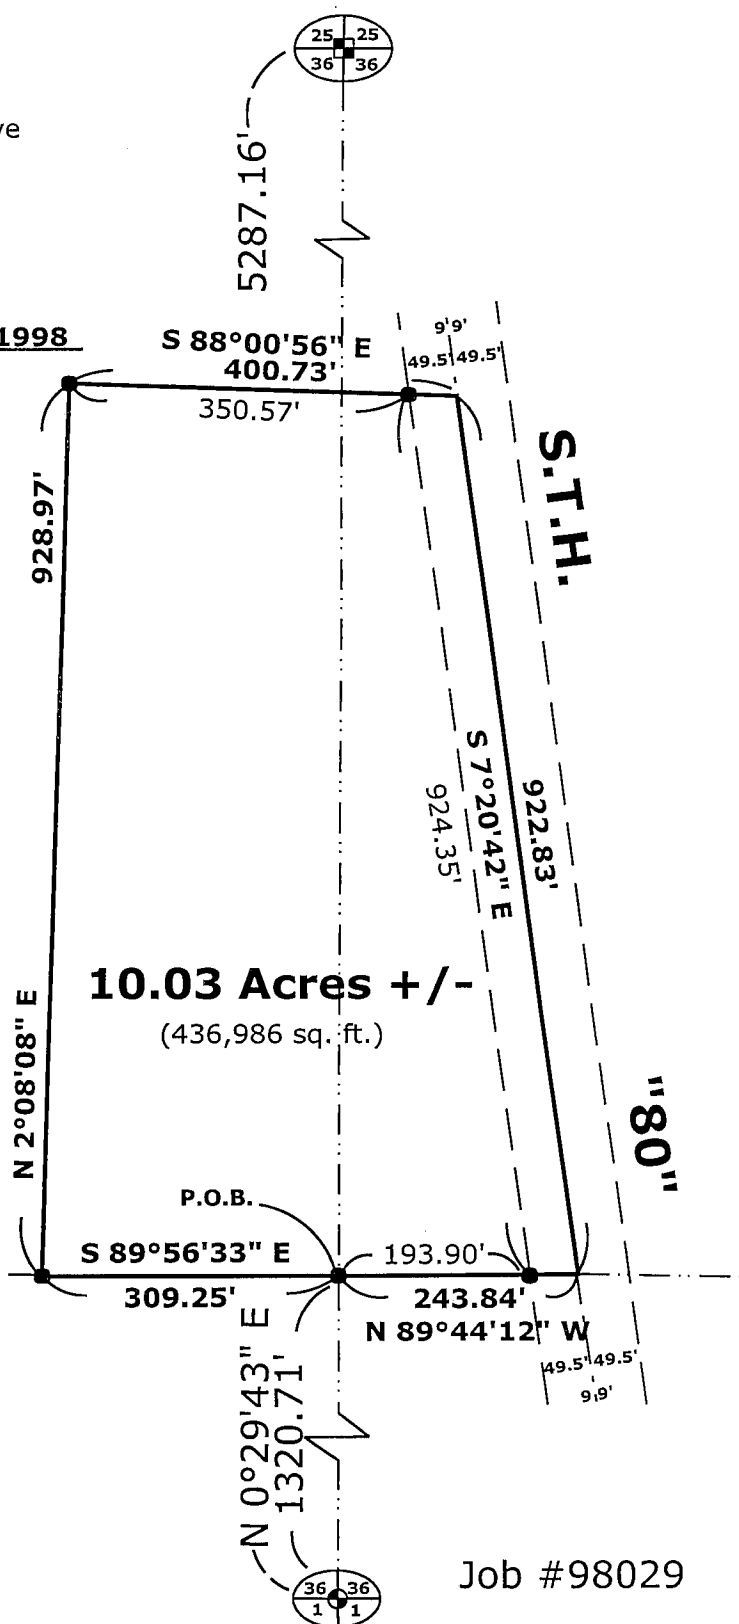 25 25
36 36
ve
5287.16'
1998
S 88°00'56" E
400.73'
350.57'
9' 9'
49.5' 49.5'
S.T.H.
928.97'
S 7°20'42" E
922.83'
924.35'
10.03 Acres +/-
(436,986 sq. ft.)
N 2°08'08" E
"80"
P.O.B.
S 89°56'33" E
193.90'
309.25'
243.84'
N 89°44'12" W
49.5' 49.5'
9' 9'
N 0°29'43" E
1320.71'
36 36
1 1
Job #98029